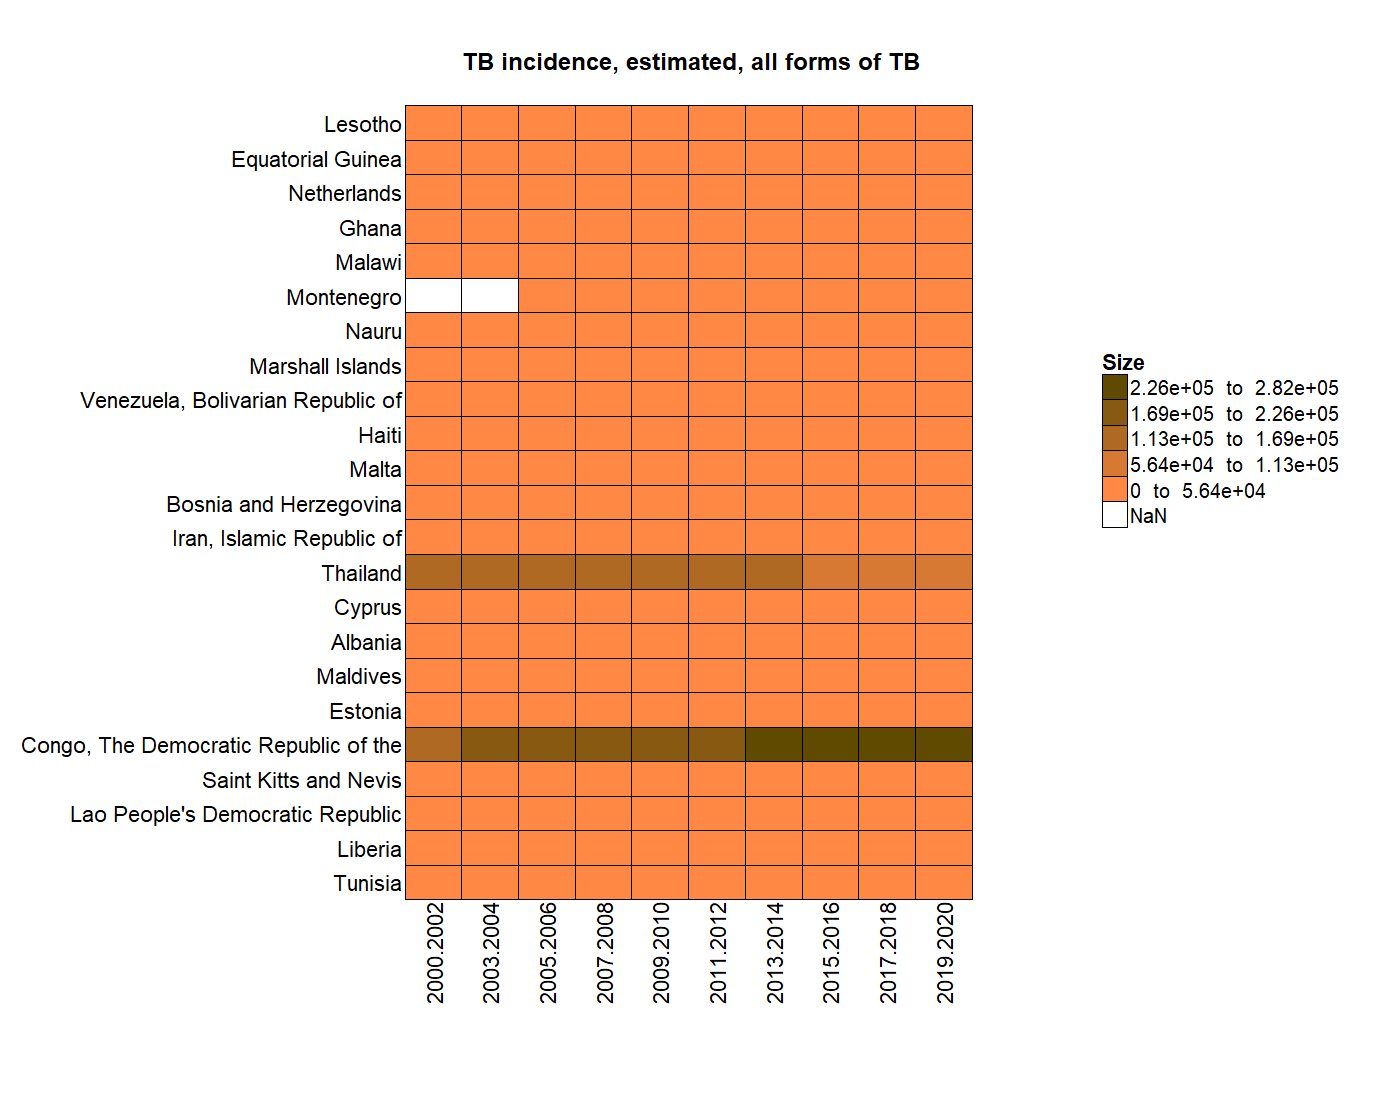 TB incidence, estimated, all forms of TB
Lesotho
Equatorial Guinea
Netherlands
Ghana
Malawi
Montenegro
Nauru
Marshall Islands
Venezuela, Bolivarian Republic of
Haiti
Malta
Bosnia and Herzegovina
Iran, Islamic Republic of
Thailand
Cyprus
Albania
Maldives
Estonia
Congo, The Democratic Republic of the
Saint Kitts and Nevis
Lao People's Democratic Republic
Liberia
Tunisia
2000.2002
2003.2004
2005.2006
2007.2008
2009.2010
2011.2012
2013.2014
2015.2016
2017.2018
2019.2020
Size
2.26e+05 to 2.82e+05
1.69e+05 to 2.26e+05
1.13e+05 to 1.69e+05
5.64e+04 to 1.13e+05
0 to 5.64e+04
NaN